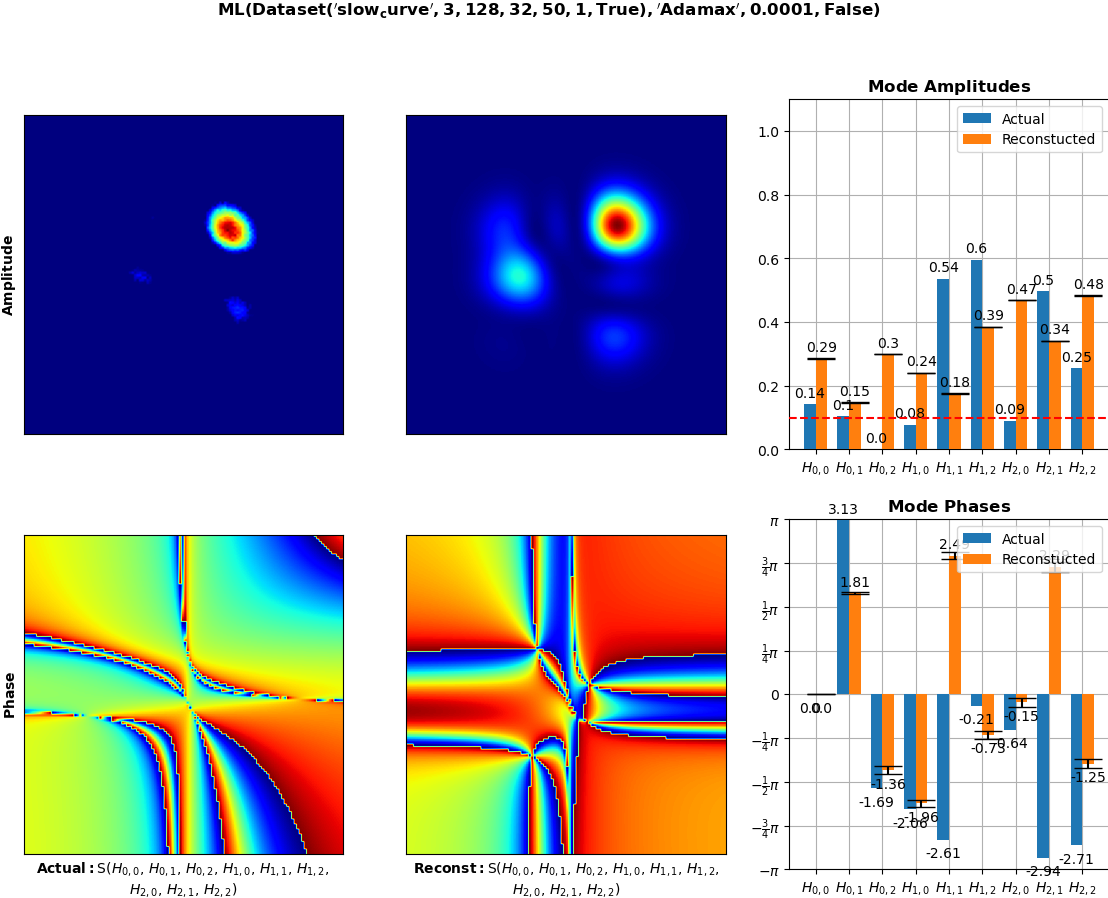 ML(Dataset('slow_curve', 3, 128, 32, 50, 1, True), 'Adamax', 0.0001, False)
Amplitude
Mode Amplitudes
Actual
Reconstucted
1.0
0.8
0.6
0.4
0.2
0.0
0.14
0.29
0.1
0.15
0.0
0.3
0.08
0.24
0.54
0.18
0.6
0.39
0.09
0.47
0.5
0.34
0.25
0.48
H0,0 H0,1 H0,2 H1,0 H1,1 H1,2 H2,0 H2,1 H2,2
Phase
Mode Phases
Actual
Reconstucted
π
3/4π
1/2π
1/4π
0
−1/4π
−1/2π
−3/4π
−π
0.0
0.0
3.13
1.81
-1.69
-1.36
-2.06
-1.96
-2.61
-0.21
-0.73
-0.64
-0.15
-2.94
-2.71
-1.25
H0,0 H0,1 H0,2 H1,0 H1,1 H1,2 H2,0 H2,1 H2,2
Actual: S(H0,0, H0,1, H0,2, H1,0, H1,1, H1,2,
H2,0, H2,1, H2,2)
Reconst: S(H0,0, H0,1, H0,2, H1,0, H1,1, H1,2,
H2,0, H2,1, H2,2)